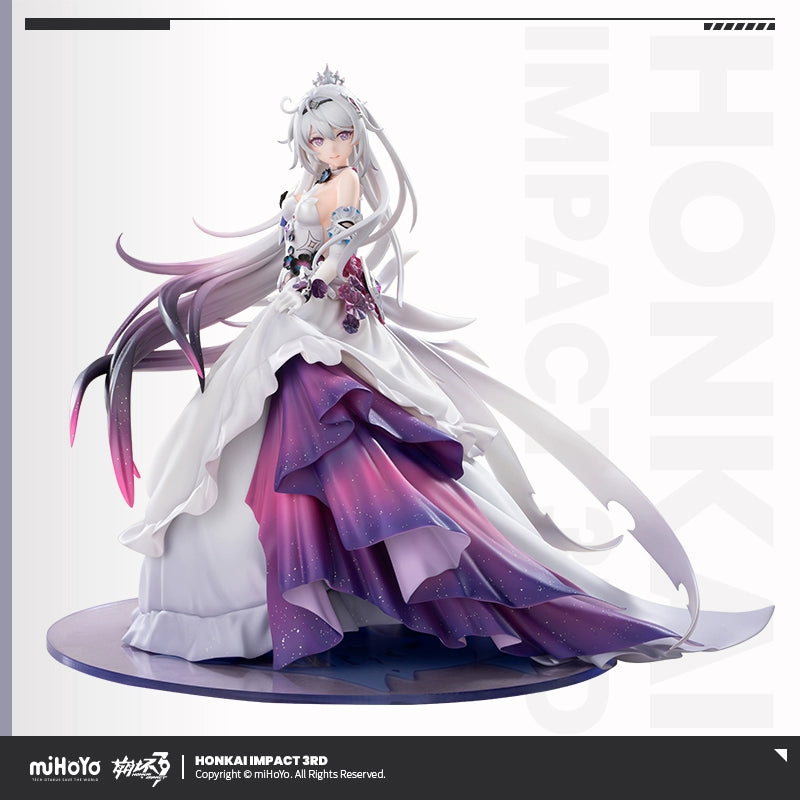 HONKAI
IMPACT 3RD
miHoYo
TECH OTAKUS SAVE THE WORLD
崩坏3
HONKAI IMPACT 3RD
Copyright © miHoYo. All Rights Reserved.